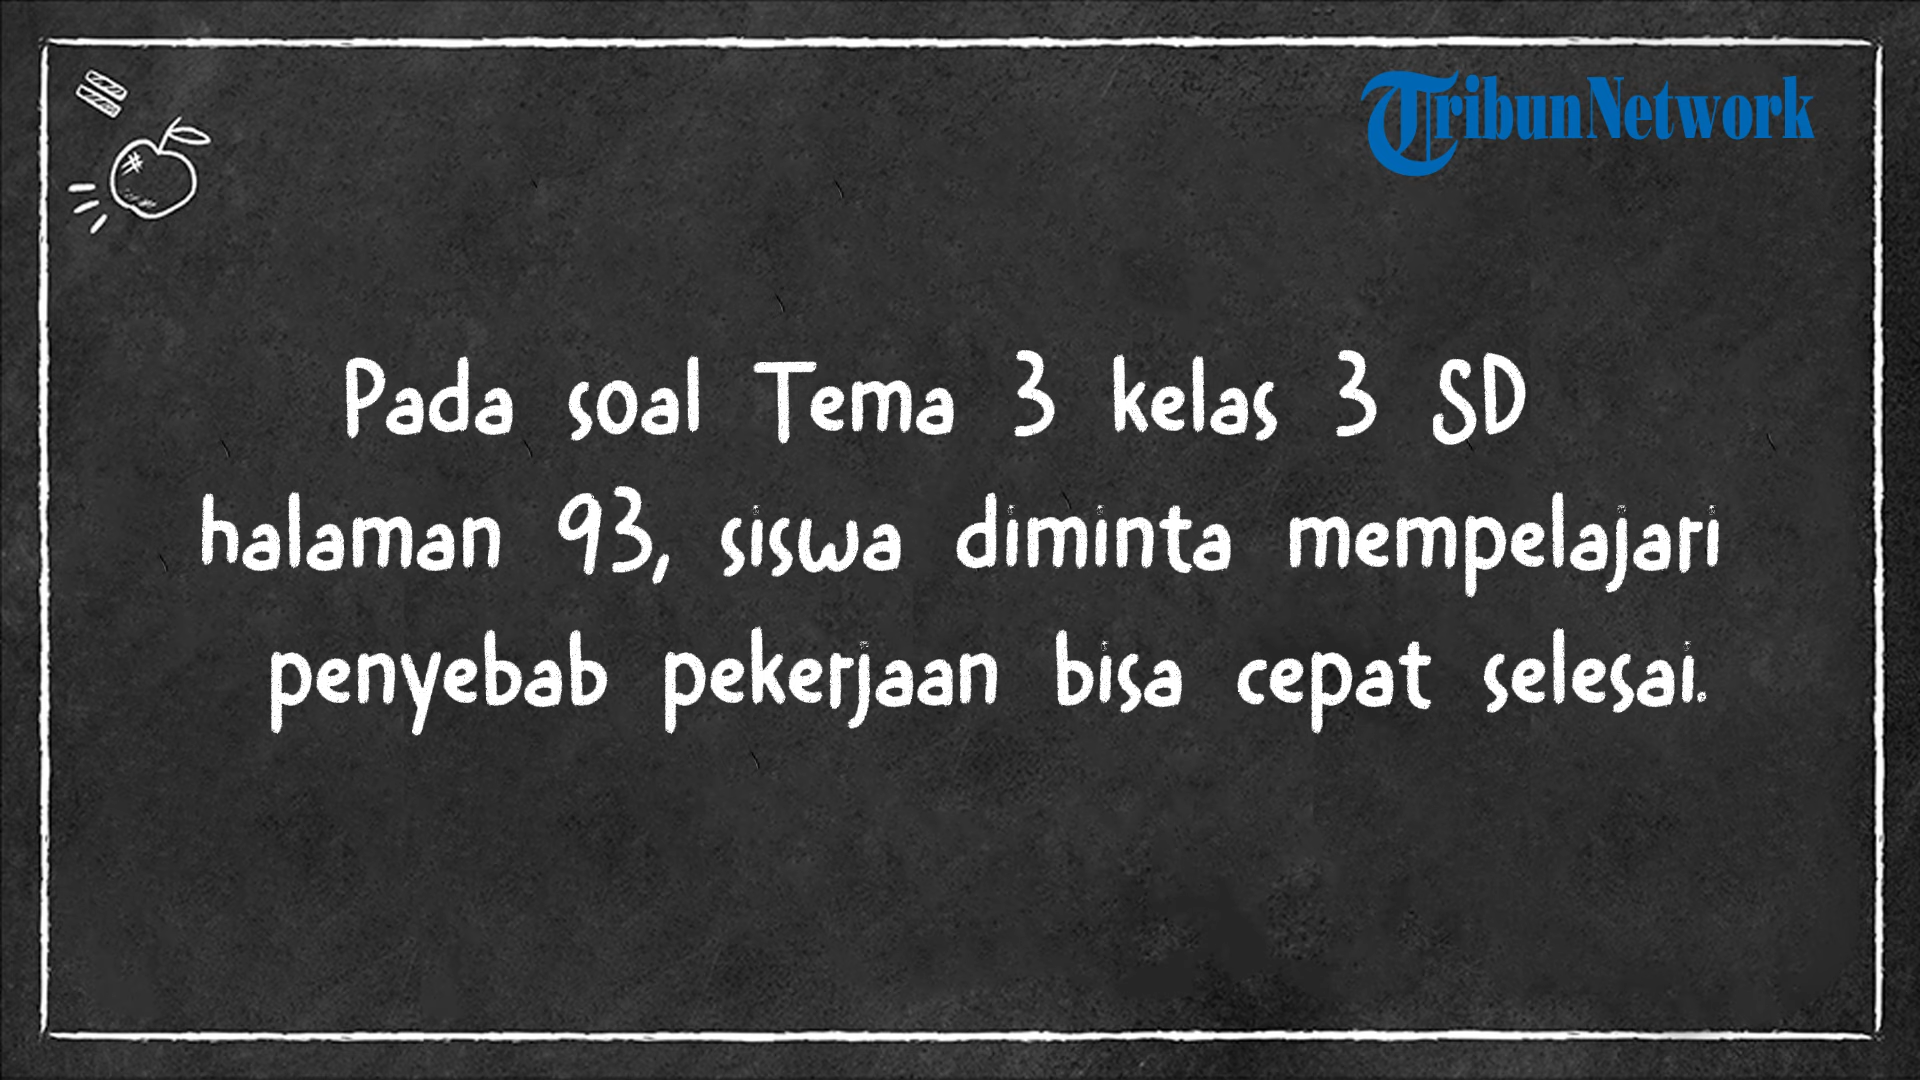 TribunNetwork
Pada soal Tema 3 kelas 3 SD
halaman 93, siswa diminta mempelajari
penyebab pekerjaan bisa cepat selesai.